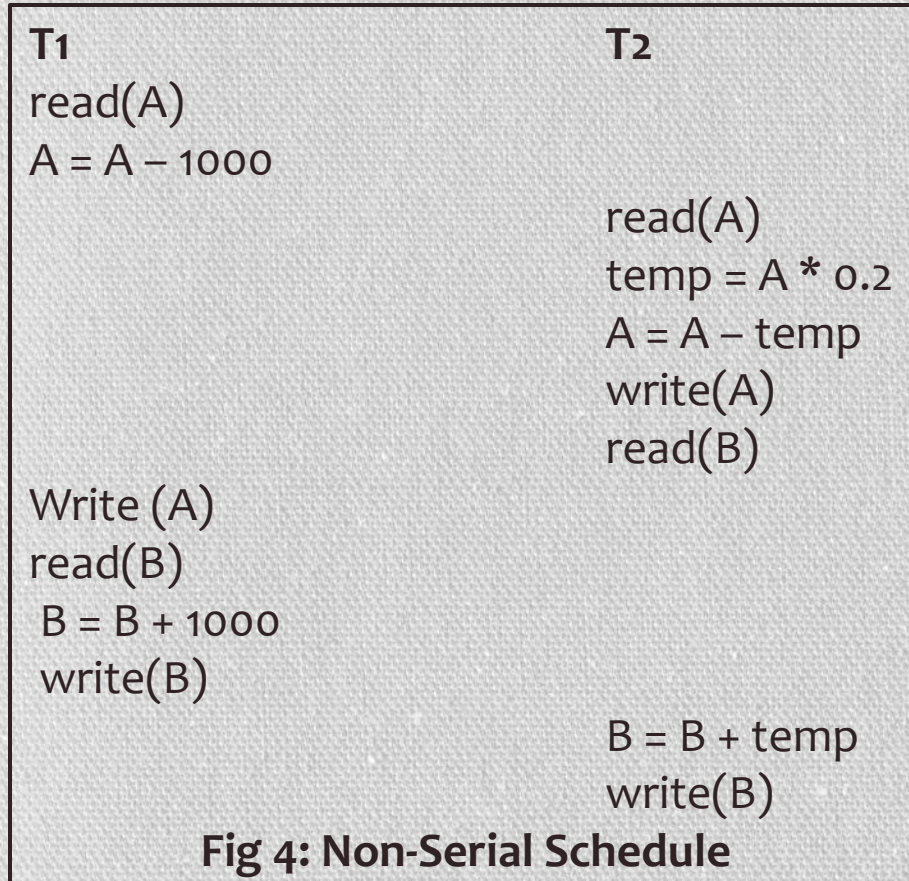 T1 T2
read(A)
A = A – 1000
read(A)
temp = A * 0.2
A = A – temp
write(A)
read(B)
Write (A)
read(B)
B = B + 1000
write(B)
B = B + temp
write(B)
Fig 4: Non-Serial Schedule